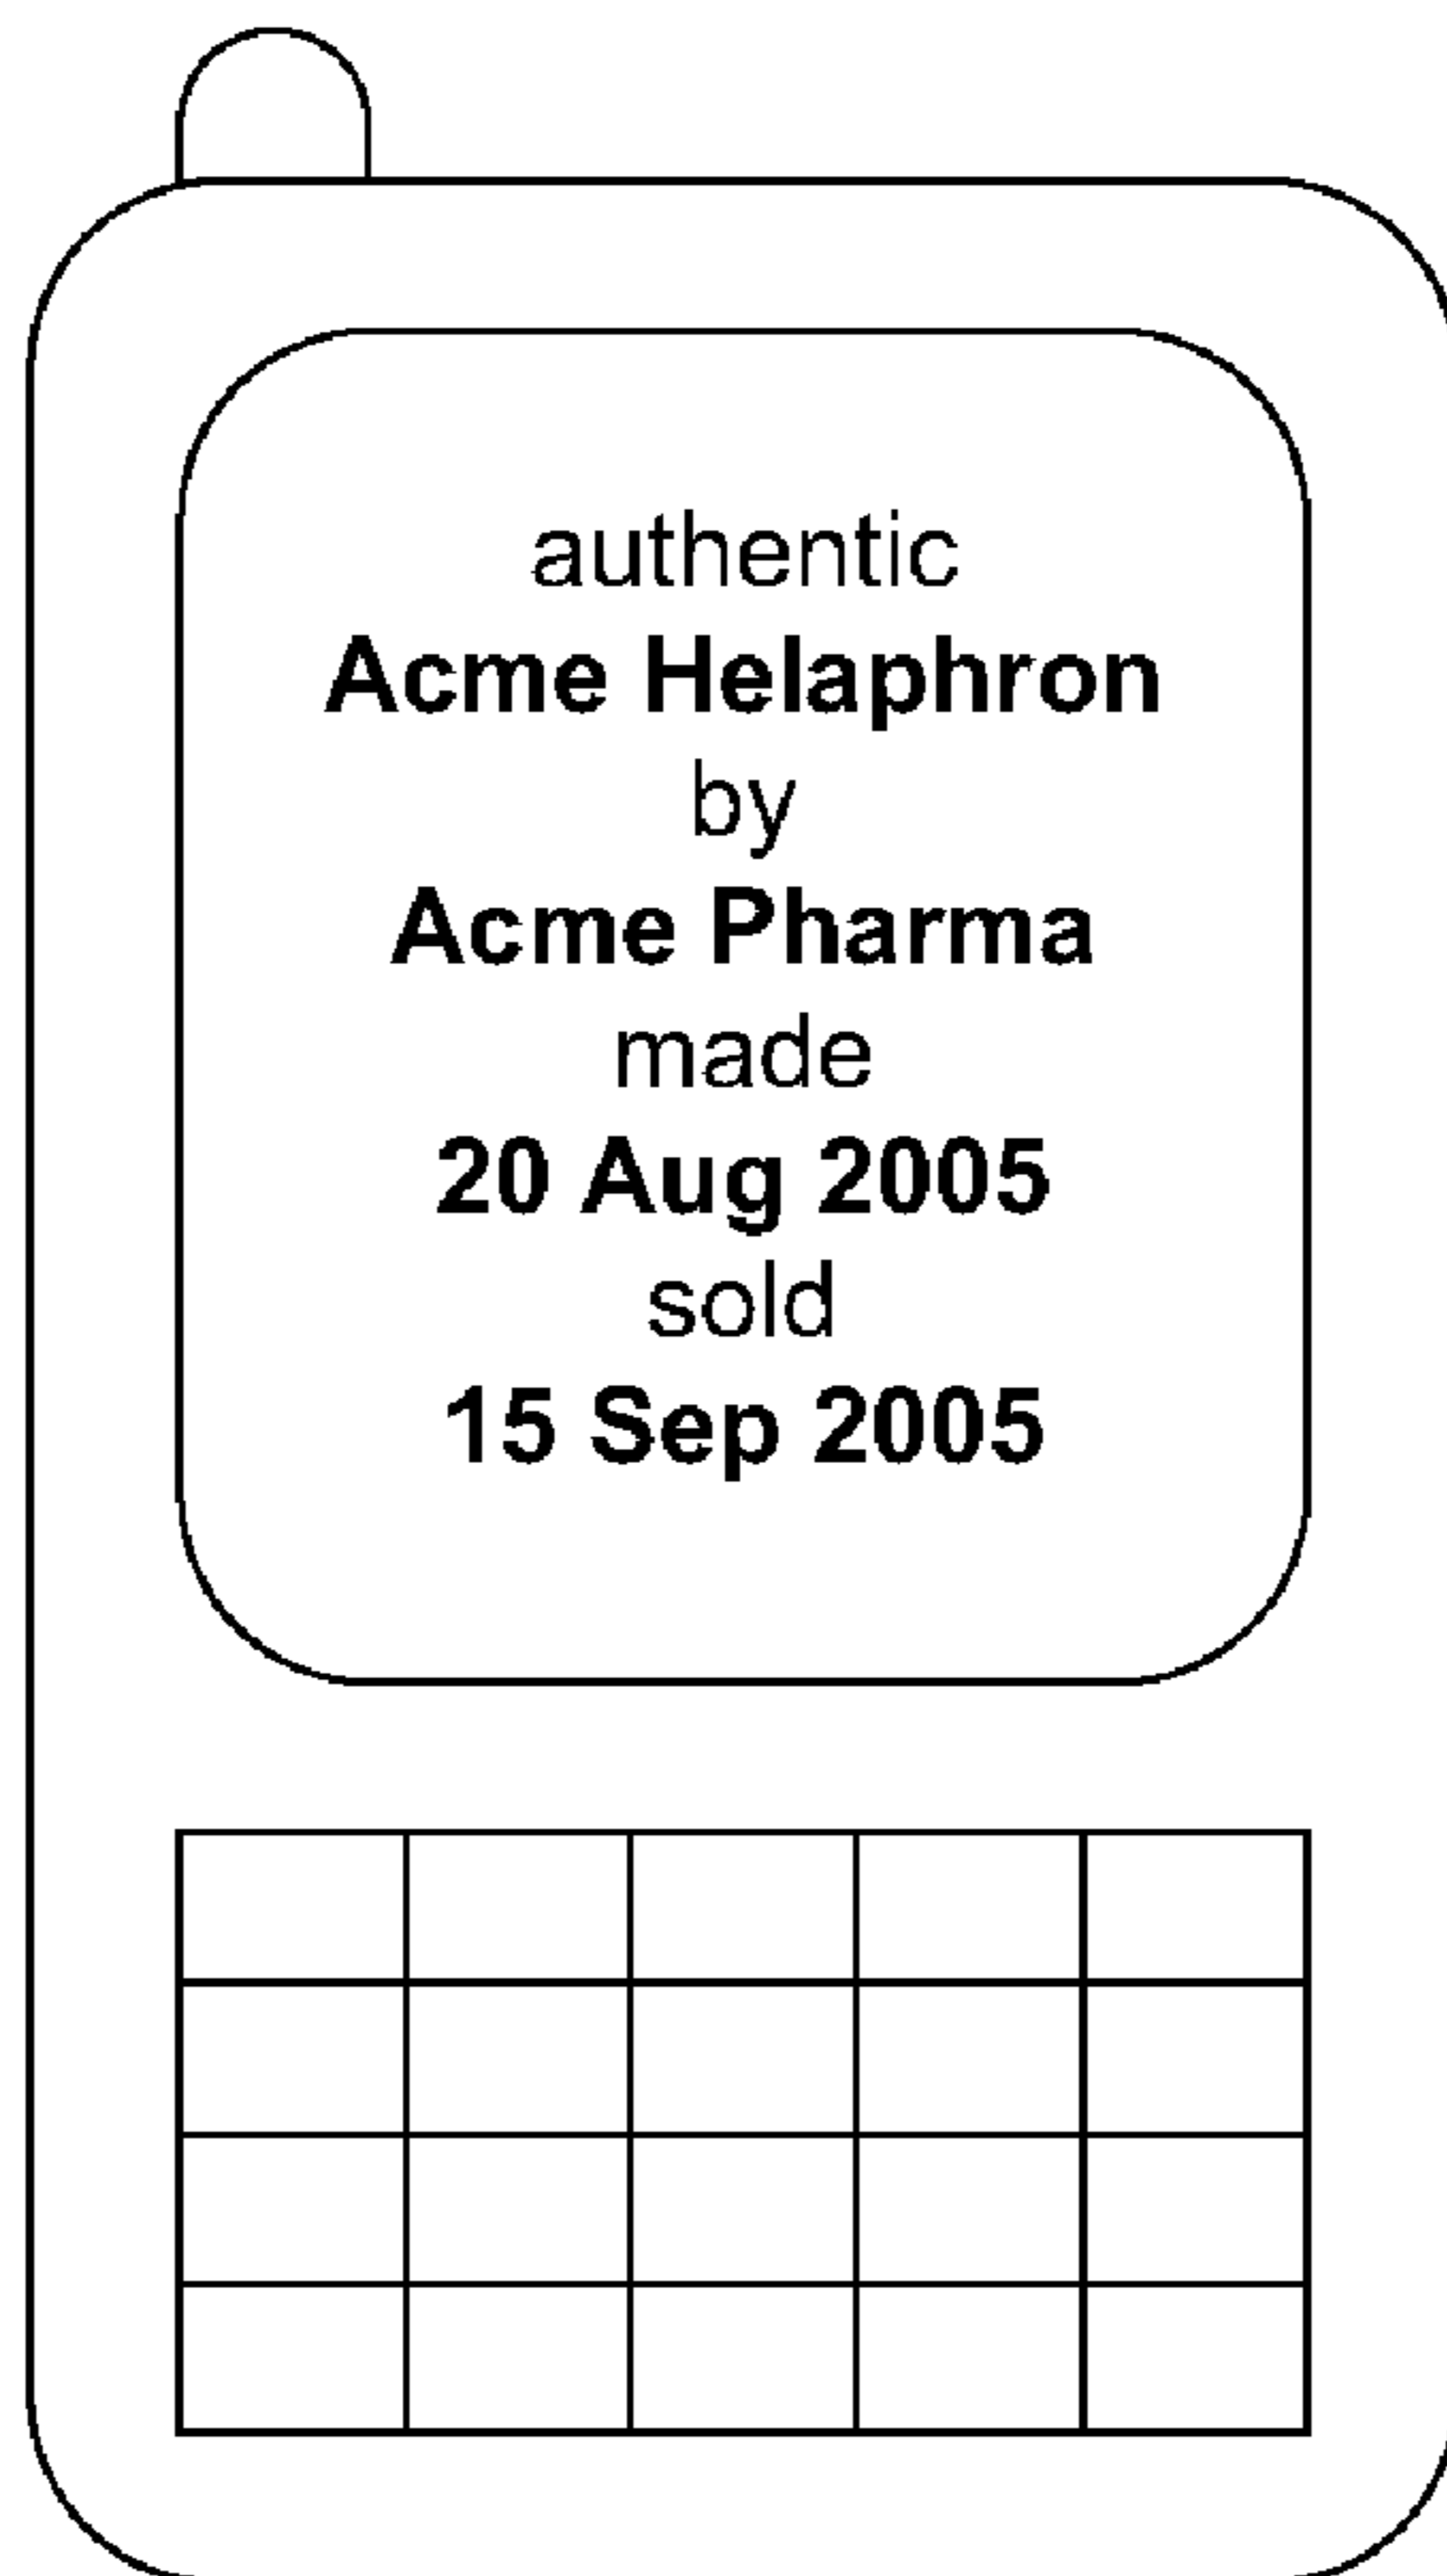 authentic
Acme Helaphron
by
Acme Pharma
made
20 Aug 2005
sold
15 Sep 2005